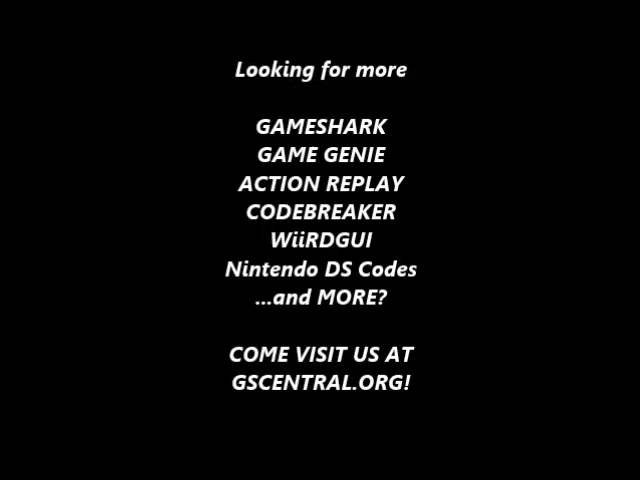 Looking for more
GAMESHARK
GAME GENIE
ACTION REPLAY
CODEBREAKER
WiiRDGUI
Nintendo DS Codes
...and MORE?
COME VISIT US AT
GSCENTRAL.ORG!